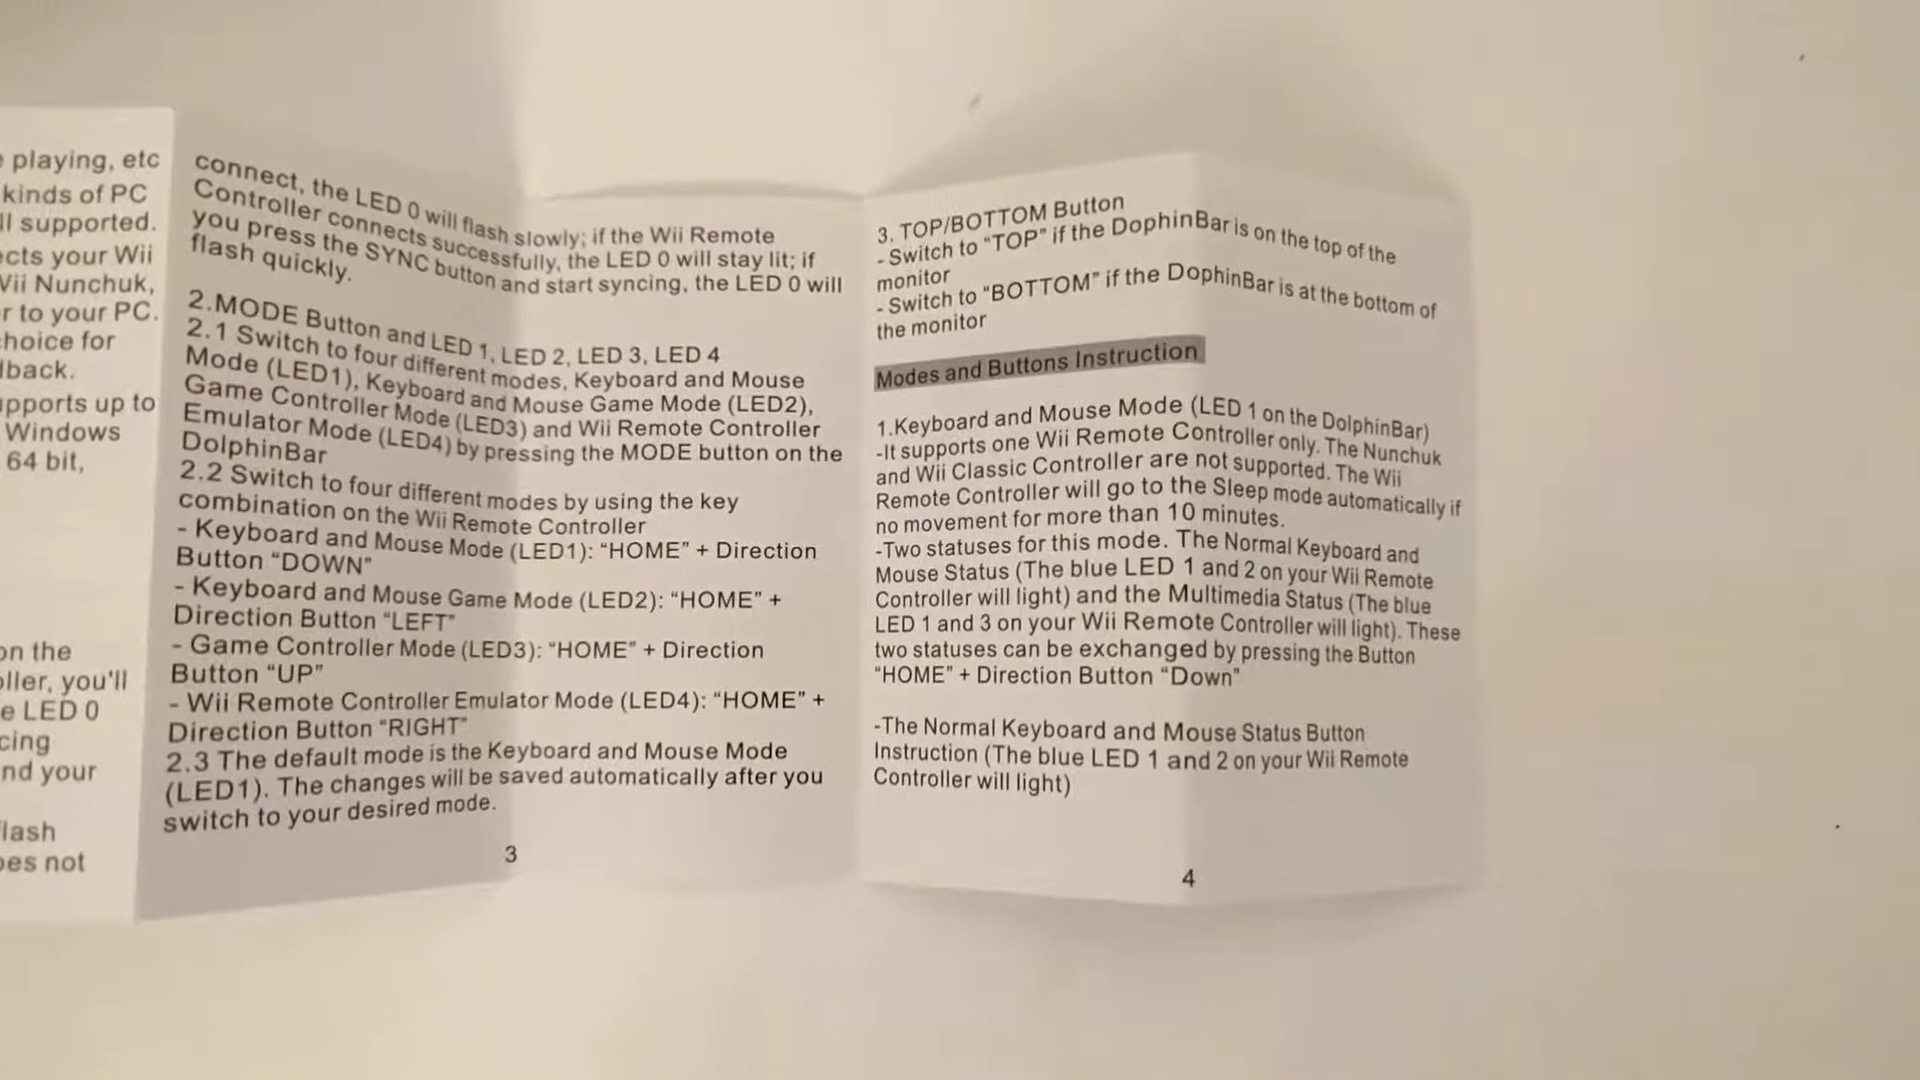 playing, etc
kinds of PC
ll supported.
cts your Wii
Wii Nunchuk,
r to your PC.
hoice for
lback.
upports up to
Windows
64 bit,
on the
oller, you'll
e LED 0
cing
nd your
lash
oes not
connect, the LED 0 will flash slowly; if the Wii Remote
Controller connects successfully, the LED 0 will stay lit; if
you press the SYNC button and start syncing, the LED 0 will
flash quickly.
2.MODE Button and LED 1, LED 2, LED 3, LED 4
2.1 Switch to four different modes, Keyboard and Mouse
Mode (LED1), Keyboard and Mouse Game Mode (LED2),
Game Controller Mode (LED3) and Wii Remote Controller
Emulator Mode (LED4) by pressing the MODE button on the
DolphinBar
2.2 Switch to four different modes by using the key
combination on the Wii Remote Controller
- Keyboard and Mouse Mode (LED1): “HOME” + Direction
Button “DOWN”
- Keyboard and Mouse Game Mode (LED2): “HOME” +
Direction Button “LEFT”
- Game Controller Mode (LED3): “HOME” + Direction
Button “UP”
- Wii Remote Controller Emulator Mode (LED4): “HOME” +
Direction Button “RIGHT”
2.3 The default mode is the Keyboard and Mouse Mode
(LED1). The changes will be saved automatically after you
switch to your desired mode.
3
3. TOP/BOTTOM Button
- Switch to “TOP” if the DophinBar is on the top of the
monitor
- Switch to “BOTTOM” if the DophinBar is at the bottom of
the monitor
Modes and Buttons Instruction
1.Keyboard and Mouse Mode (LED 1 on the DolphinBar)
-It supports one Wii Remote Controller only. The Nunchuk
and Wii Classic Controller are not supported. The Wii
Remote Controller will go to the Sleep mode automatically if
no movement for more than 10 minutes.
-Two statuses for this mode. The Normal Keyboard and
Mouse Status (The blue LED 1 and 2 on your Wii Remote
Controller will light) and the Multimedia Status (The blue
LED 1 and 3 on your Wii Remote Controller will light). These
two statuses can be exchanged by pressing the Button
“HOME” + Direction Button “Down”
-The Normal Keyboard and Mouse Status Button
Instruction (The blue LED 1 and 2 on your Wii Remote
Controller will light)
4